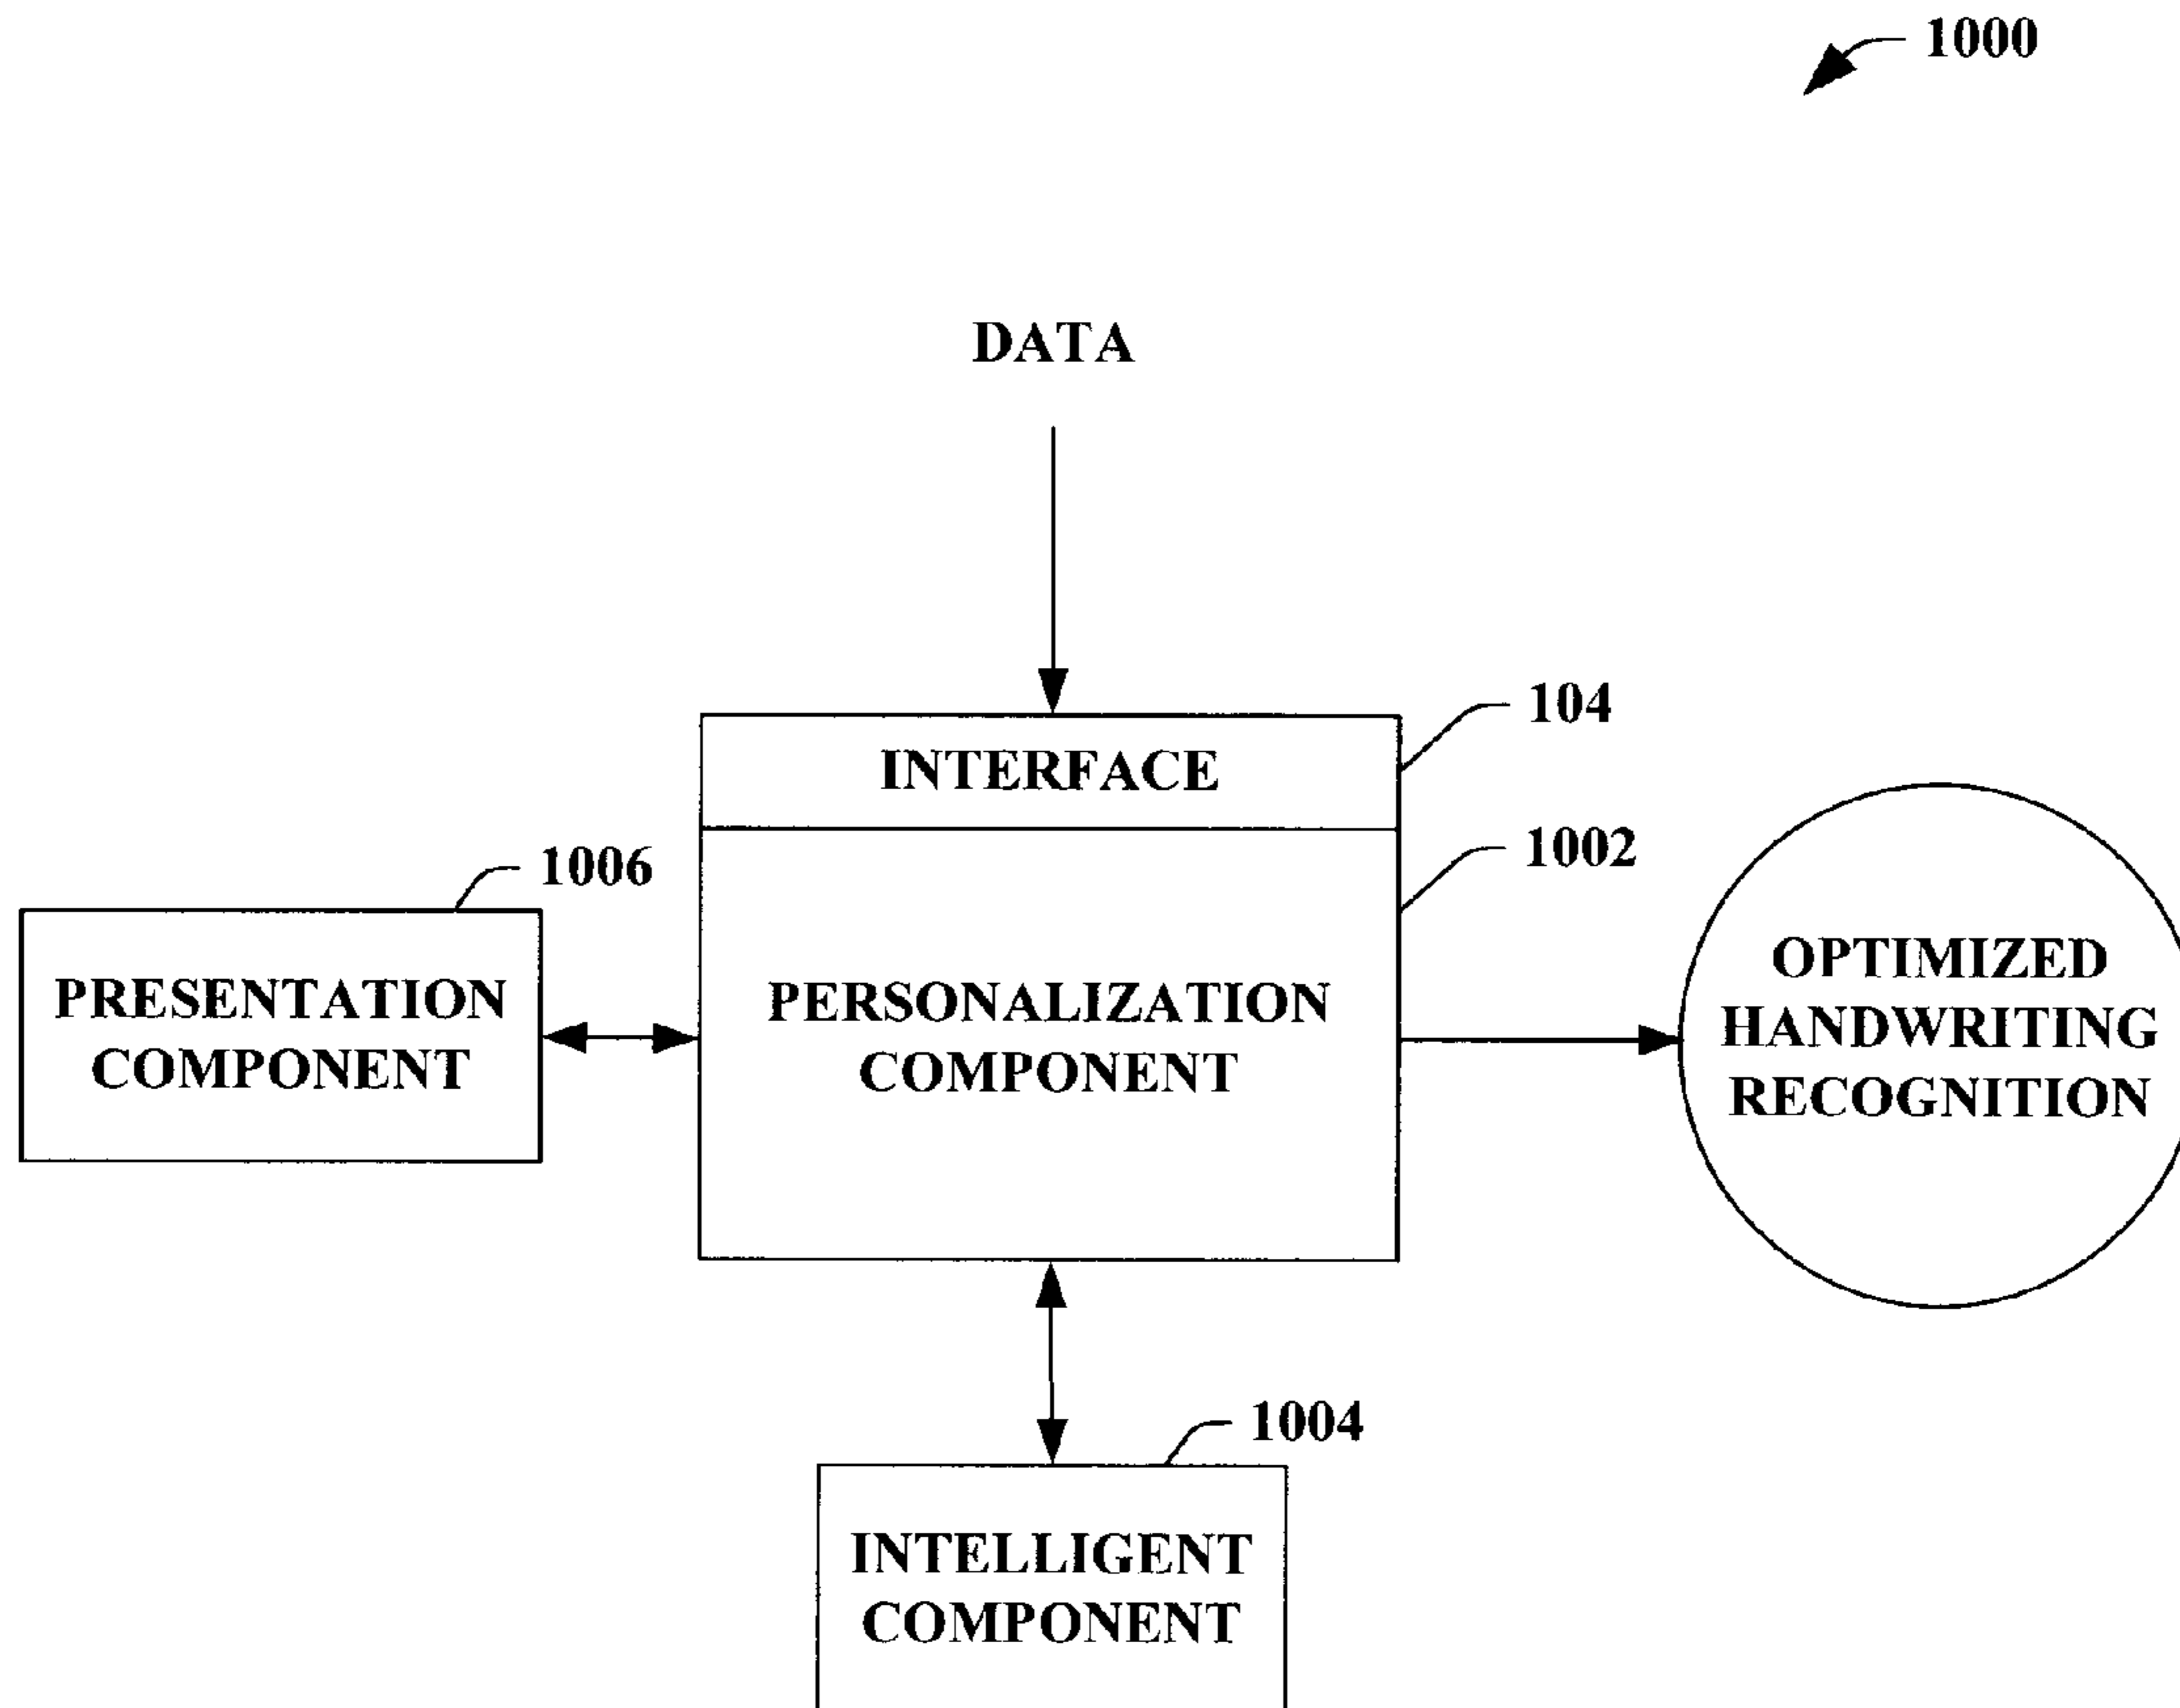 1000
DATA
INTERFACE
104
1002
1006
PRESENTATION
COMPONENT
PERSONALIZATION
COMPONENT
OPTIMIZED
HANDWRITING
RECOGNITION
1004
INTELLIGENT
COMPONENT